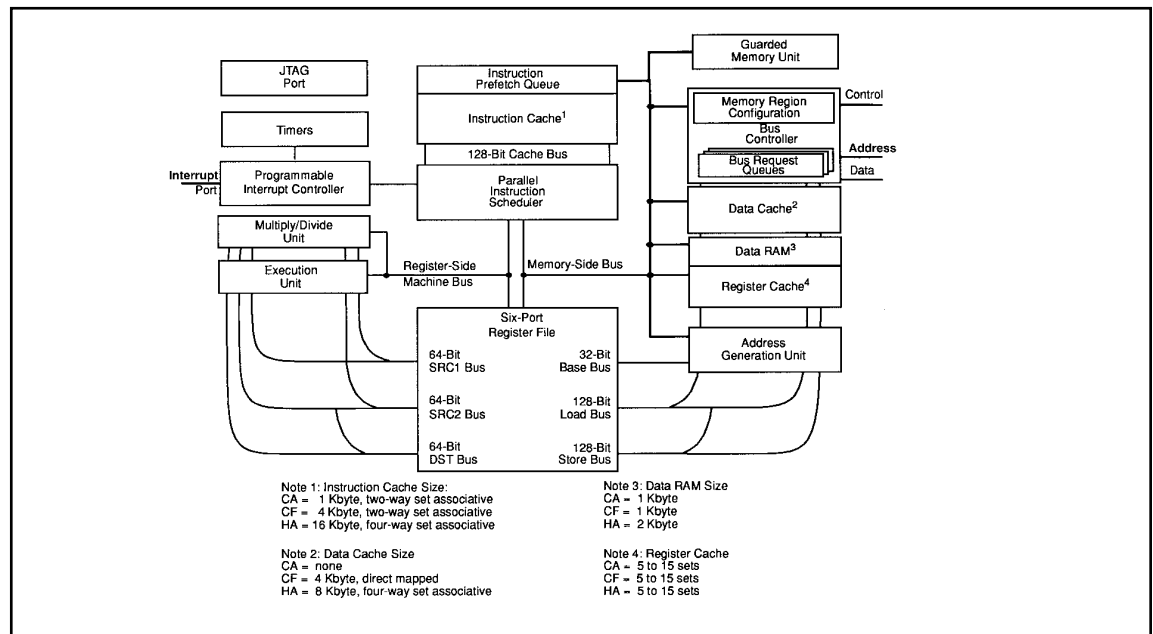 JTAG
Port
Timers
Interrupt
Port
Programmable
Interrupt Controller
Multiply/Divide
Unit
Execution
Unit
Instruction
Prefetch Queue
Instruction Cache1
128-Bit Cache Bus
Parallel
Instruction
Scheduler
Register-Side
Machine Bus
Memory-Side Bus
Guarded
Memory Unit
Memory Region
Configuration
Bus
Controller
Bus Request
Queues
Control
Address
Data
Data Cache2
Data RAM3
Register Cache4
Address
Generation Unit
Six-Port
Register File
64-Bit
SRC1 Bus
64-Bit
SRC2 Bus
64-Bit
DST Bus
32-Bit
Base Bus
128-Bit
Load Bus
128-Bit
Store Bus
Note 1: Instruction Cache Size:
CA = 1 Kbyte, two-way set associative
CF = 4 Kbyte, two-way set associative
HA = 16 Kbyte, four-way set associative
Note 2: Data Cache Size
CA = none
CF = 4 Kbyte, direct mapped
HA = 8 Kbyte, four-way set associative
Note 3: Data RAM Size
CA = 1 Kbyte
CF = 1 Kbyte
HA = 2 Kbyte
Note 4: Register Cache
CA = 5 to 15 sets
CF = 5 to 15 sets
HA = 5 to 15 sets